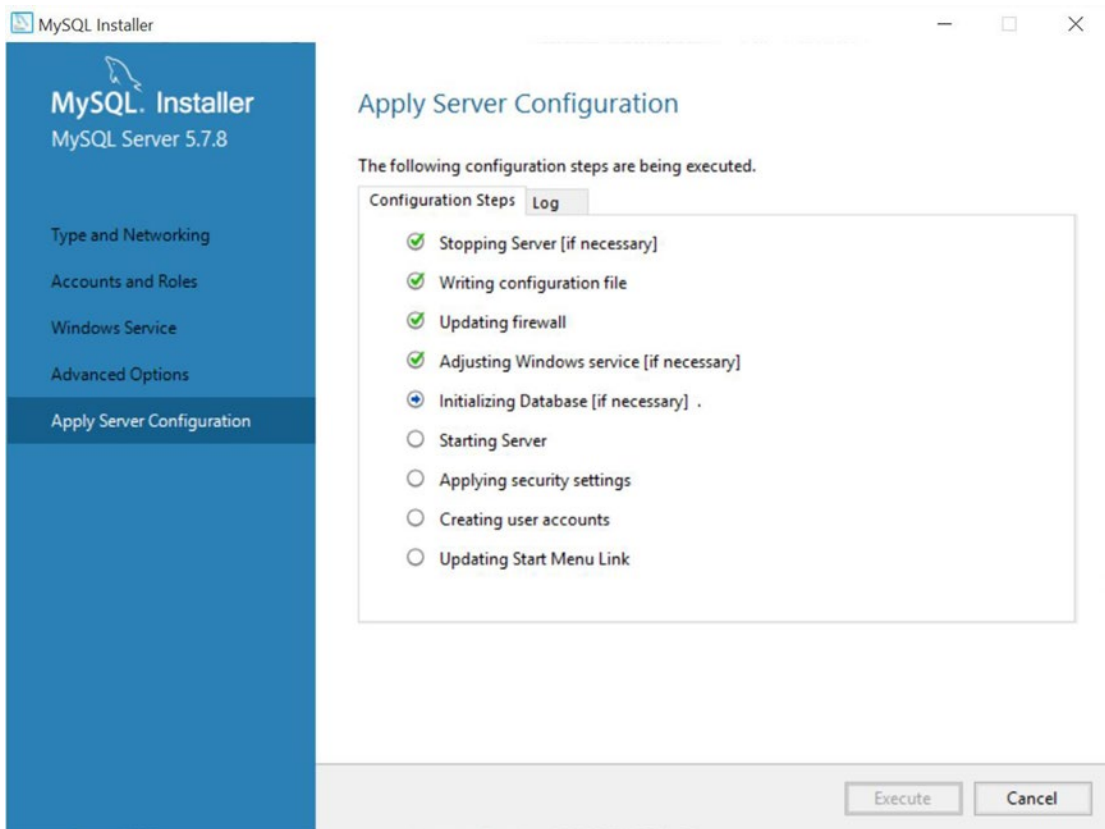 MySQL Installer
MySQL. Installer
MySQL Server 5.7.8
Type and Networking
Accounts and Roles
Windows Service
Advanced Options
Apply Server Configuration
Apply Server Configuration
The following configuration steps are being executed.
Configuration Steps Log
Stopping Server [if necessary]
Writing configuration file
Updating firewall
Adjusting Windows service [if necessary]
Initializing Database [if necessary] .
Starting Server
Applying security settings
Creating user accounts
Updating Start Menu Link
Execute Cancel